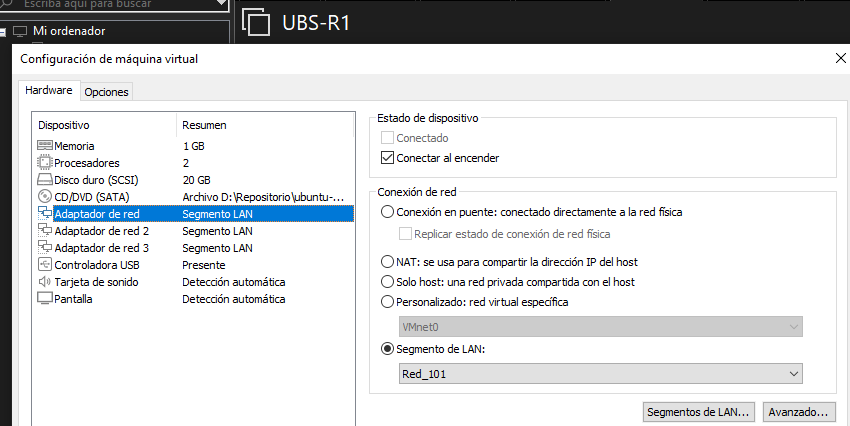 Escriba aquí para buscar
Mi ordenador
UBS-R1
Configuración de máquina virtual
Hardware Opciones
Dispositivo Resumen
Memoria 1 GB
Procesadores 2
Disco duro (SCSI) 20 GB
CD/DVD (SATA) Archivo D:\Repositorio\ubuntu-...
Adaptador de red Segmento LAN
Adaptador de red 2 Segmento LAN
Adaptador de red 3 Segmento LAN
Controladora USB Presente
Tarjeta de sonido Detección automática
Pantalla Detección automática
Estado de dispositivo
Conectado
Conectar al encender
Conexión de red
Conexión en puente: conectado directamente a la red física
Replicar estado de conexión de red física
NAT: se usa para compartir la dirección IP del host
Solo host: una red privada compartida con el host
Personalizado: red virtual específica
VMnet0
Segmento de LAN:
Red_101
Segmentos de LAN... Avanzado...